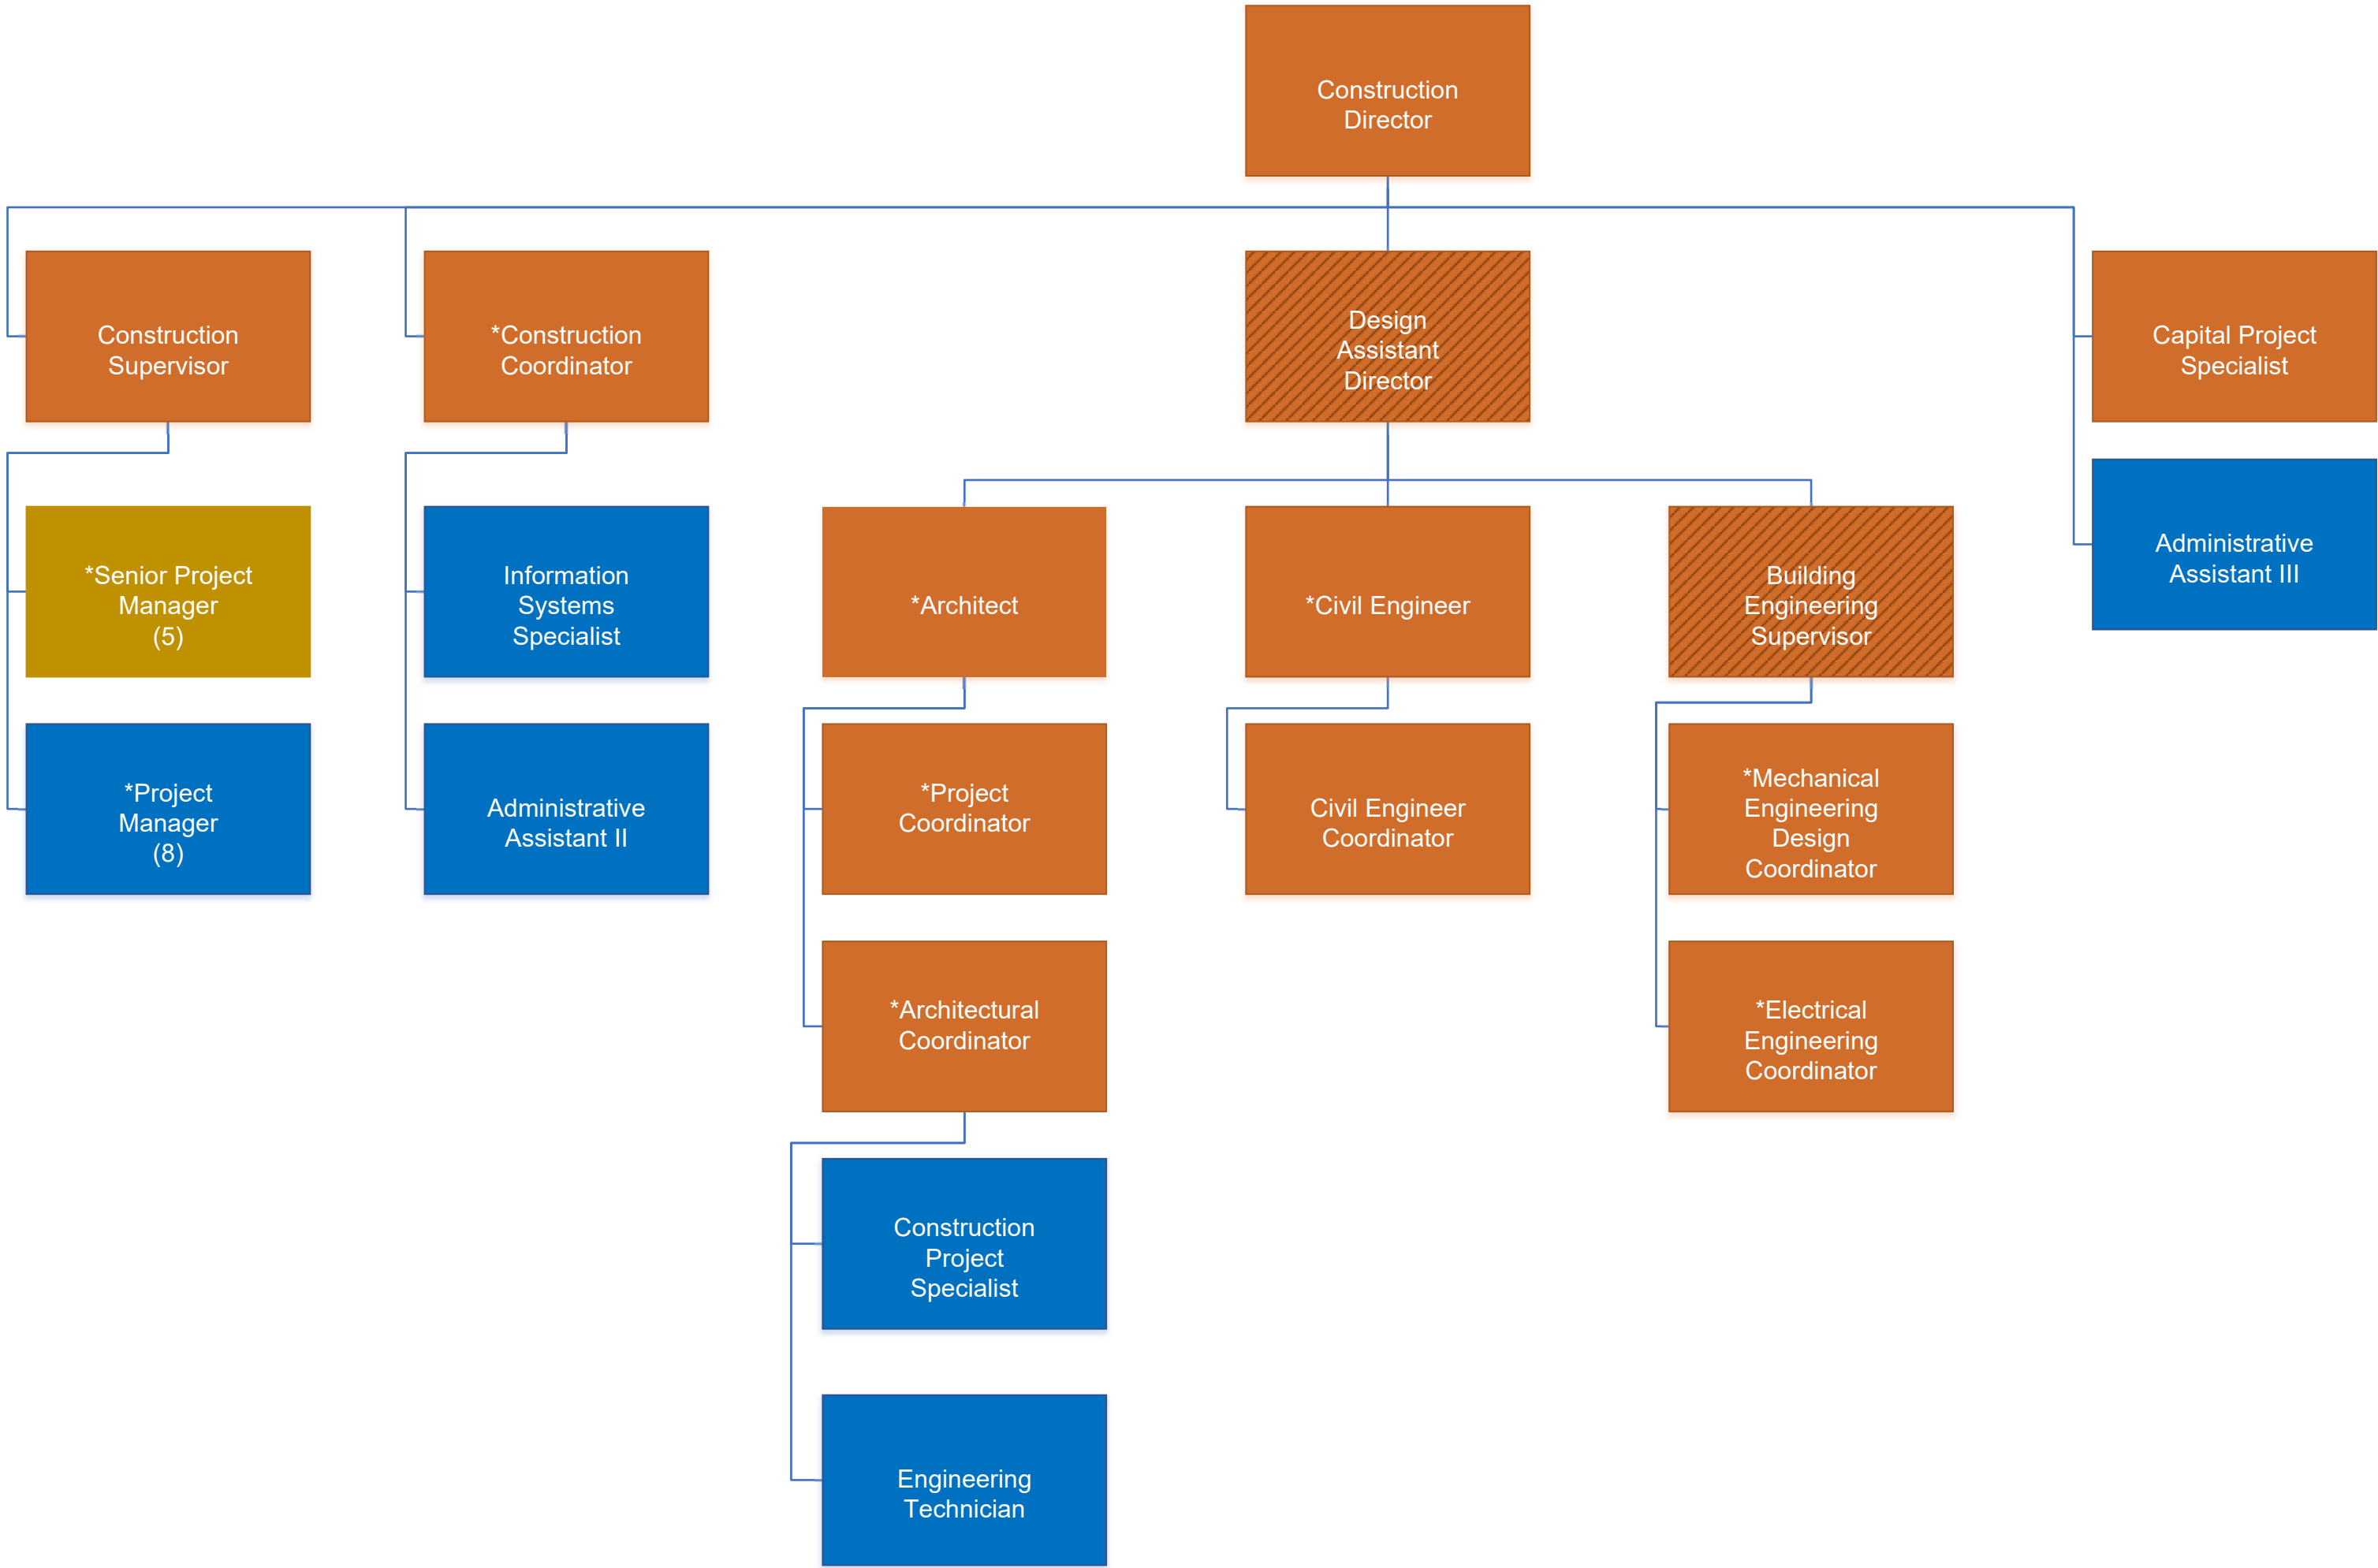 Construction
Director
Construction
Supervisor
*Construction
Coordinator
Design
Assistant
Director
Capital Project
Specialist
*Senior Project
Manager
(5)
Information
Systems
Specialist
*Architect
*Civil Engineer
Building
Engineering
Supervisor
Administrative
Assistant III
*Project
Manager
(8)
Administrative
Assistant II
*Project
Coordinator
Civil Engineer
Coordinator
*Mechanical
Engineering
Design
Coordinator
*Architectural
Coordinator
*Electrical
Engineering
Coordinator
Construction
Project
Specialist
Engineering
Technician